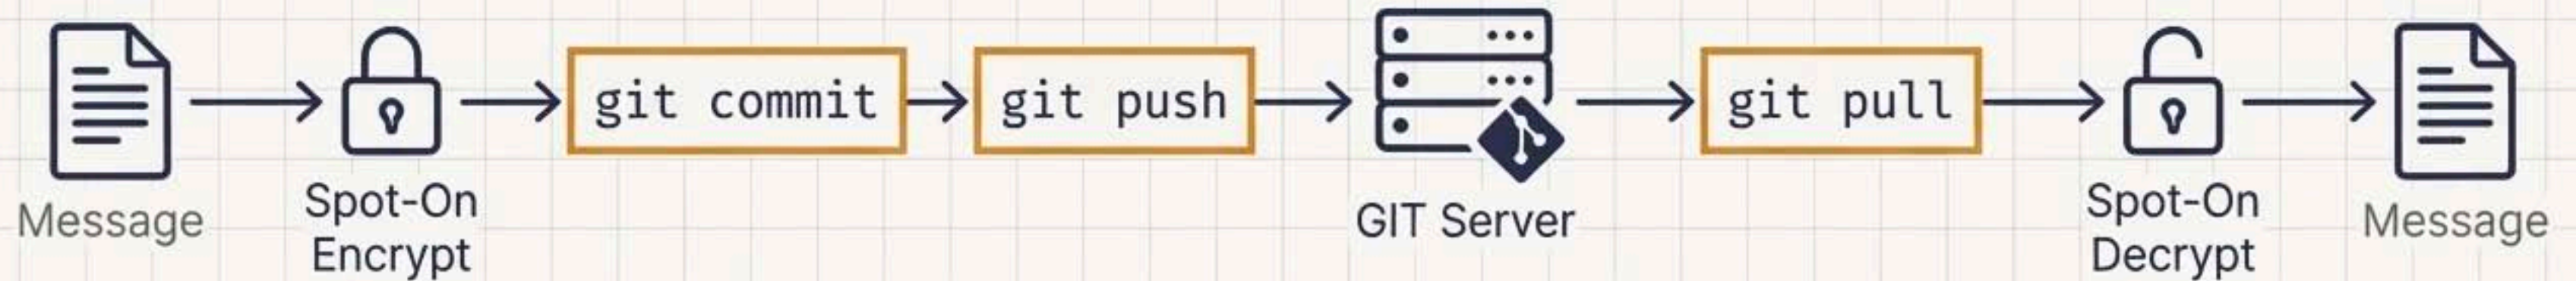 Message
Spot-On
Encrypt
git commit
git push
GIT Server
git pull
Spot-On
Decrypt
Message